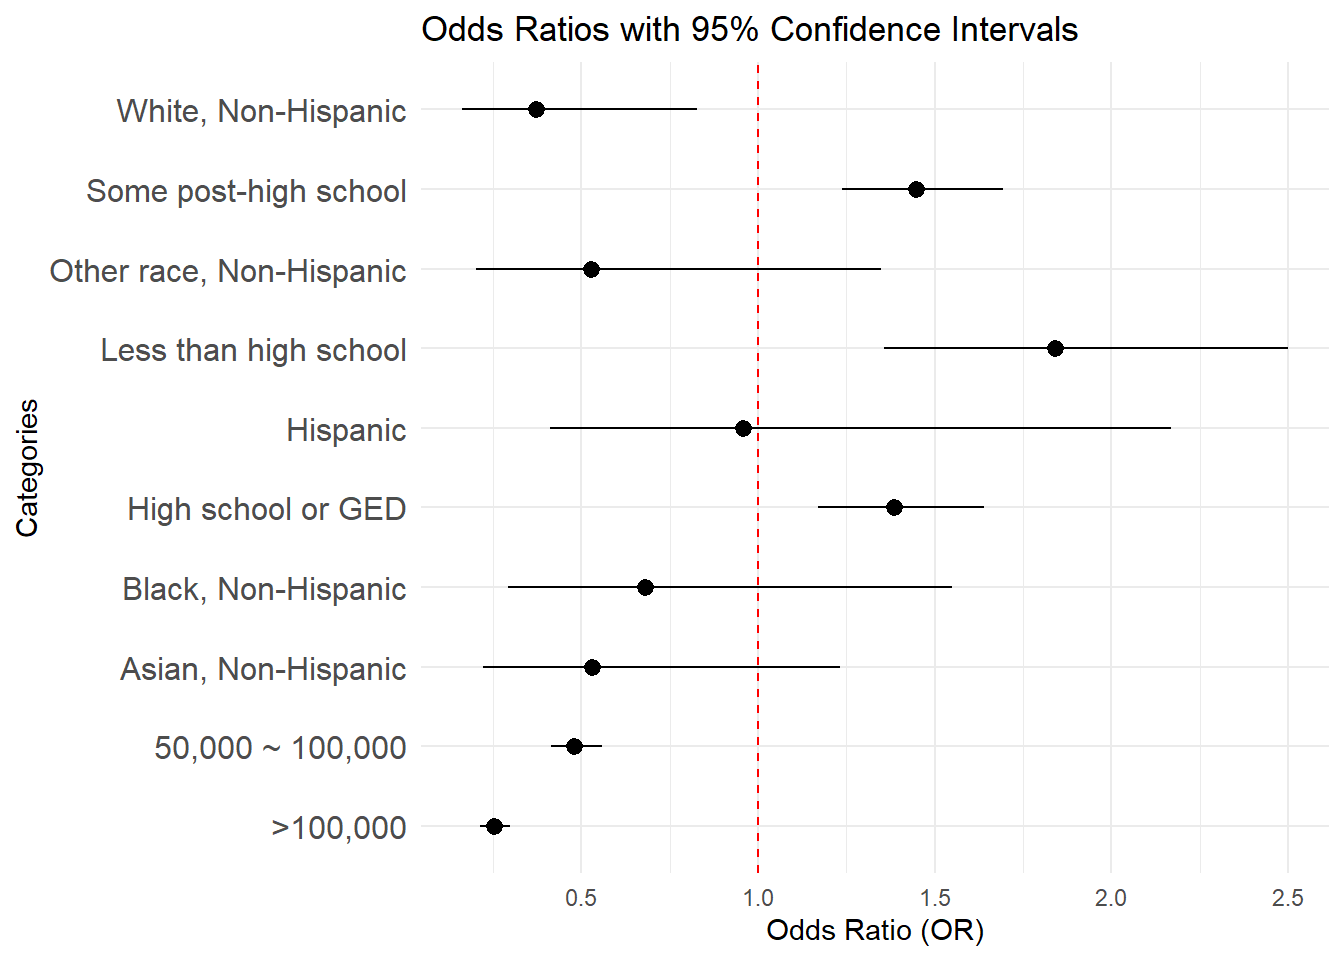 Odds Ratios with 95% Confidence Intervals
White, Non-Hispanic
Some post-high school
Other race, Non-Hispanic
Less than high school
Hispanic
High school or GED
Black, Non-Hispanic
Asian, Non-Hispanic
50,000 ~ 100,000
>100,000
Categories
0.5 1.0 1.5 2.0 2.5
Odds Ratio (OR)